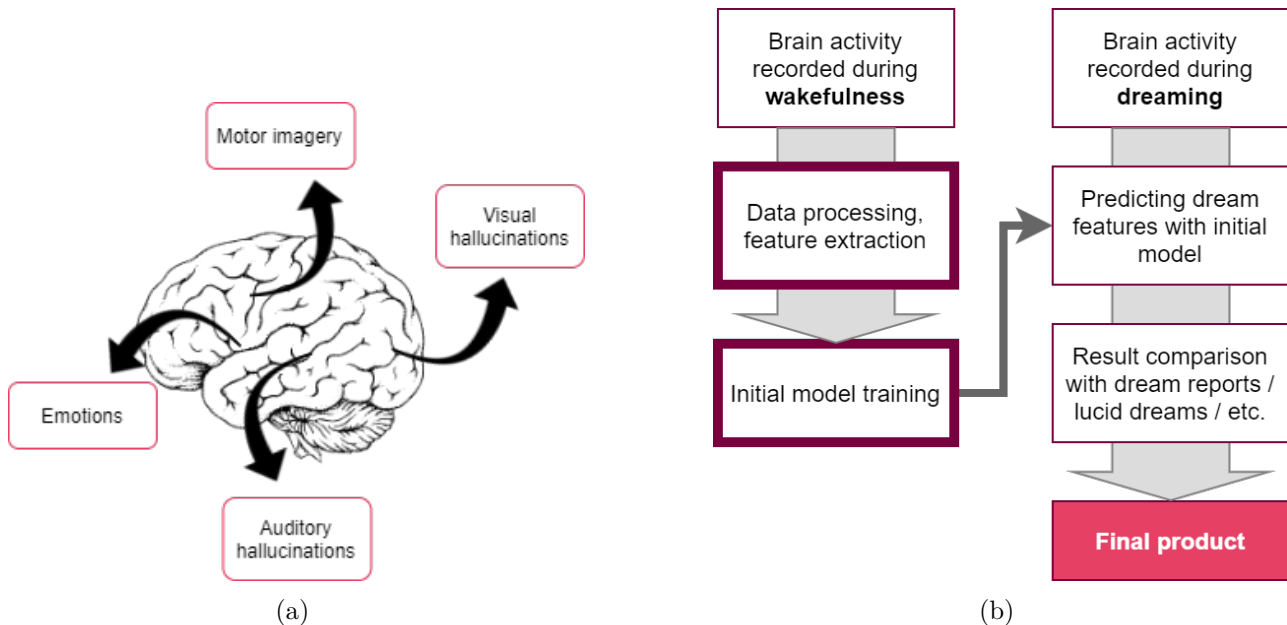 Motor imagery
Visual
hallucinations
Emotions
Auditory
hallucinations
(a)
Brain activity
recorded during
wakefulness
Data processing,
feature extraction
Initial model training
Brain activity
recorded during
dreaming
Predicting dream
features with initial
model
Result comparison
with dream reports /
lucid dreams / etc.
Final product
(b)